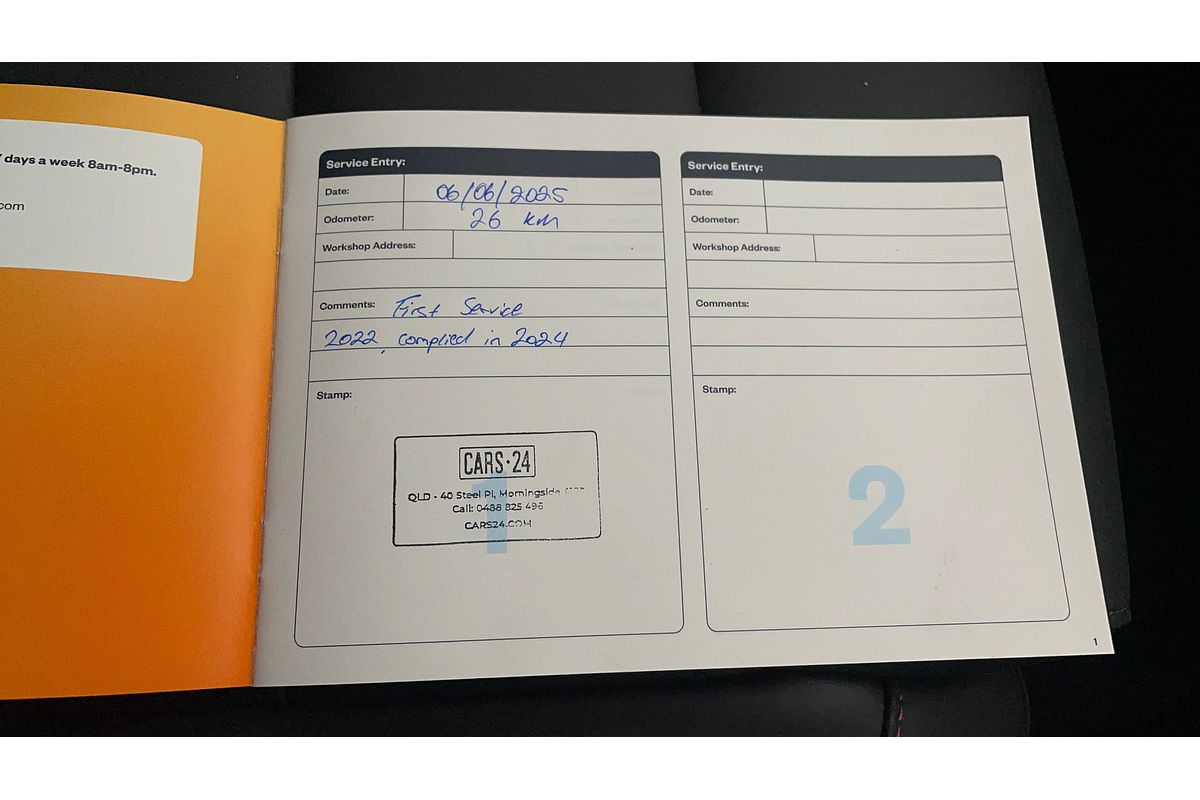 days a week 8am-8pm.
com
Service Entry:
Date: 06/06/2025
Odometer: 26 km
Workshop Address:
Comments: First Service
2022, complied in 2024
Stamp:
CARS·24
QLD - 40 Steel Pl, Morningside
Call: 0488 825 496
CARS24.COM
1
Service Entry:
Date:
Odometer:
Workshop Address:
Comments:
Stamp:
2
1